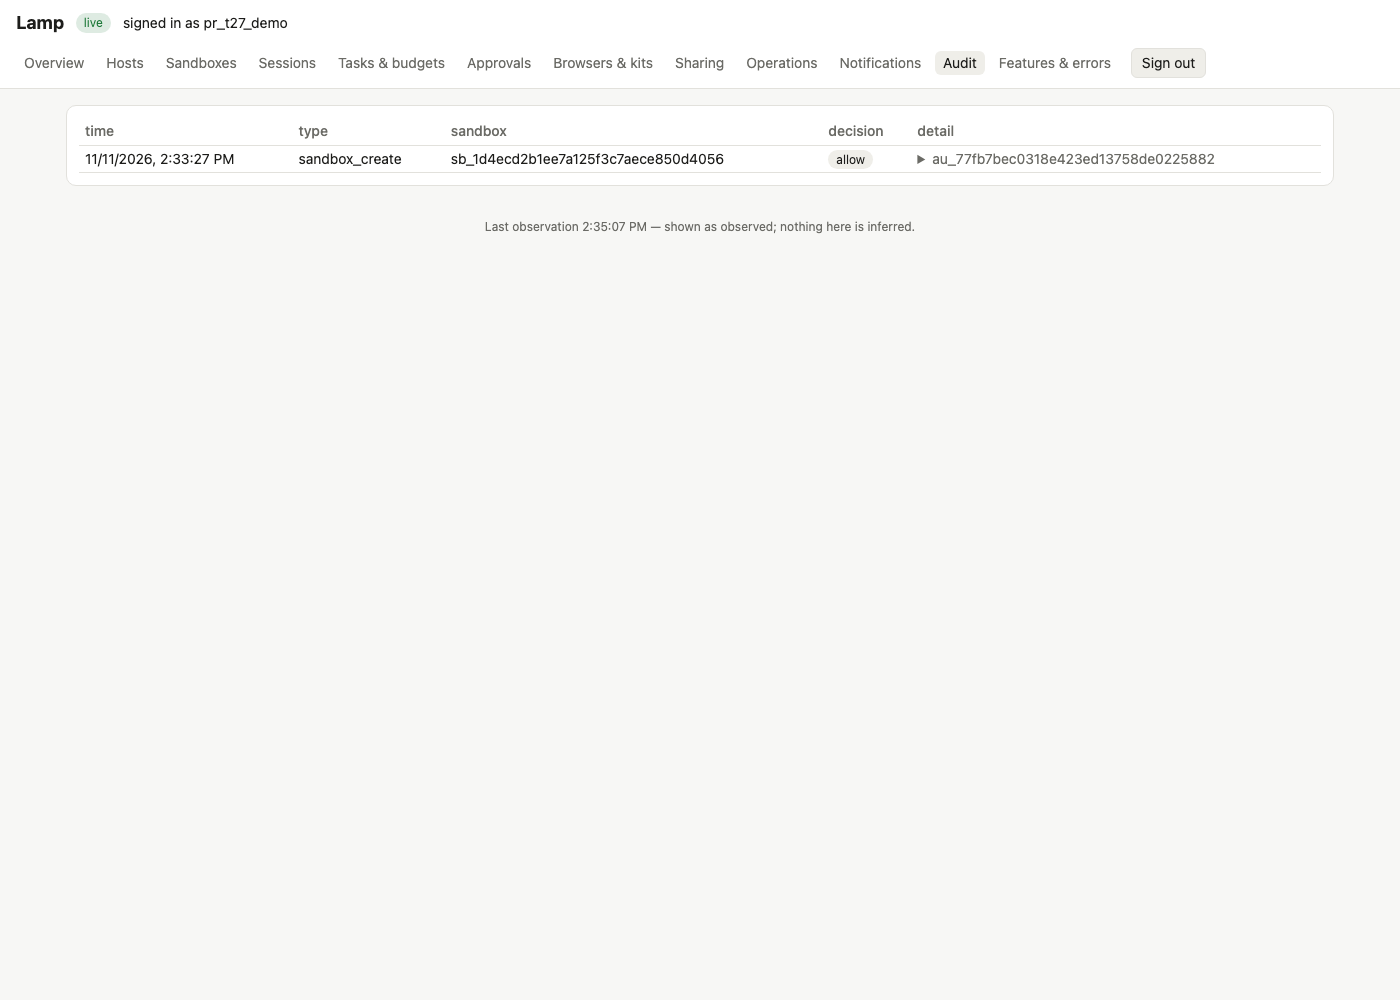 Lamp live signed in as pr_t27_demo
Overview Hosts Sandboxes Sessions Tasks & budgets Approvals Browsers & kits Sharing Operations Notifications Audit Features & errors Sign out
time type sandbox decision detail
11/11/2026, 2:33:27 PM sandbox_create sb_1d4ecd2b1ee7a125f3c7aece850d4056 allow ▶ au_77fb7bec0318e423ed13758de0225882
Last observation 2:35:07 PM — shown as observed; nothing here is inferred.